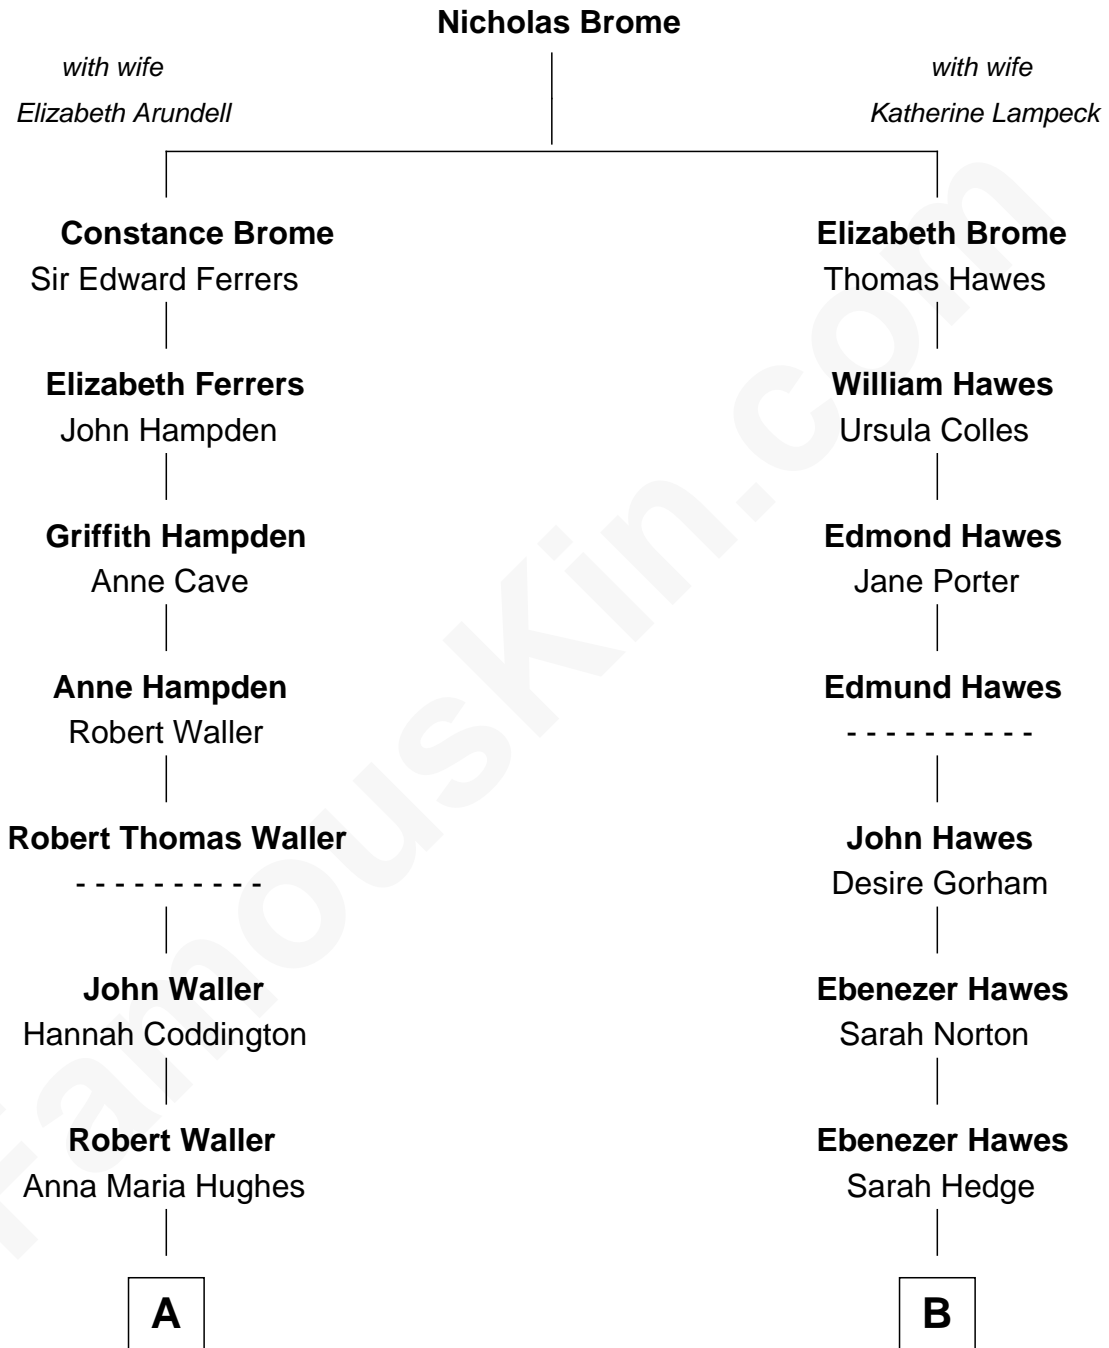 Nicholas Brome
with wife
Elizabeth Arundell
with wife
Katherine Lampeck
Constance Brome
Sir Edward Ferrers
Elizabeth Brome
Thomas Hawes
Elizabeth Ferrers
John Hampden
William Hawes
Ursula Colles
Griffith Hampden
Anne Cave
Edmond Hawes
Jane Porter
Anne Hampden
Robert Waller
Edmund Hawes
- - - - - - - - - -
Robert Thomas Waller
- - - - - - - - - -
John Hawes
Desire Gorham
John Waller
Hannah Coddington
Ebenezer Hawes
Sarah Norton
Robert Waller
Anna Maria Hughes
Ebenezer Hawes
Sarah Hedge
A
B
FamousKin.com